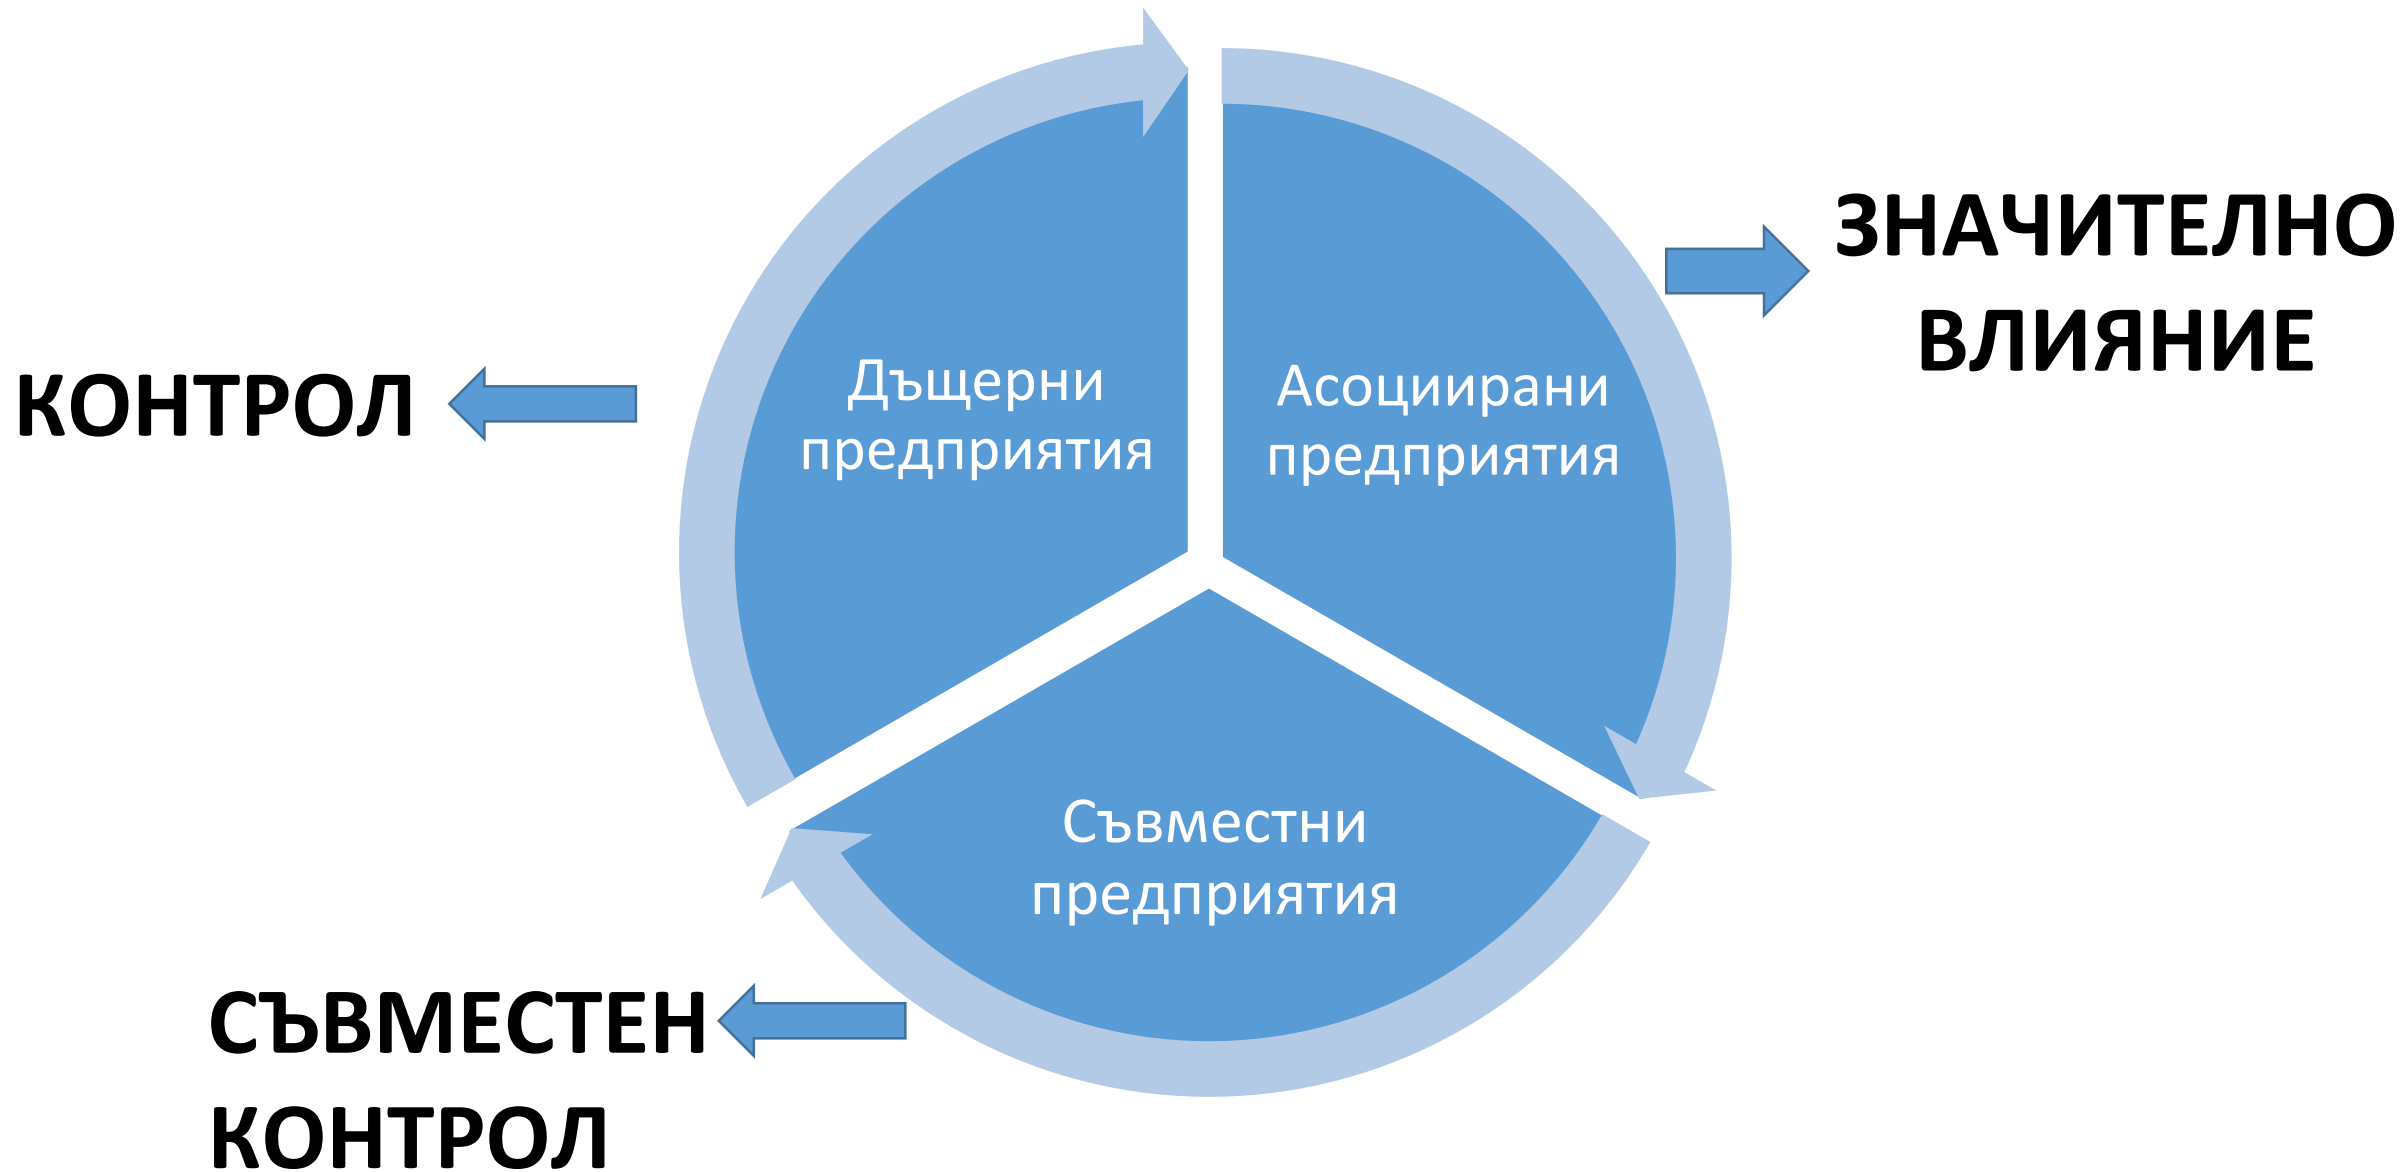 КОНТРОЛ
Дъщерни
предприятия
Асоциирани
предприятия
ЗНАЧИТЕЛНО
ВЛИЯНИЕ
Съвместни
предприятия
СЪВМЕСТЕН
КОНТРОЛ